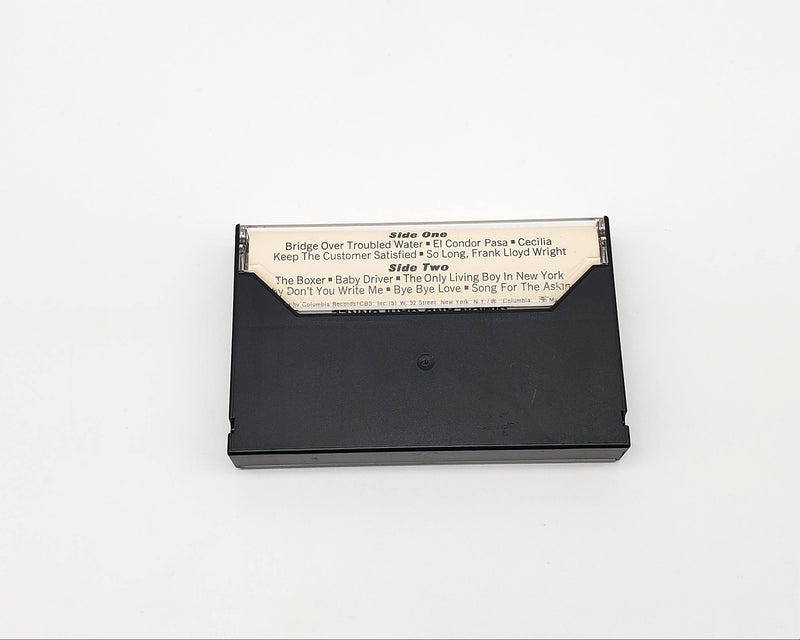 Side One
Bridge Over Troubled Water ▪ El Condor Pasa ▪ Cecilia
Keep The Customer Satisfied ▪ So Long, Frank Lloyd Wright
Side Two
The Boxer ▪ Baby Driver ▪ The Only Living Boy In New York
y Don't You Write Me ▪ Bye Bye Love ▪ Song For The Askin
by Columbia Records/CBS, Inc./51 W. 52 Street, New York, N.Y./ Columbia,